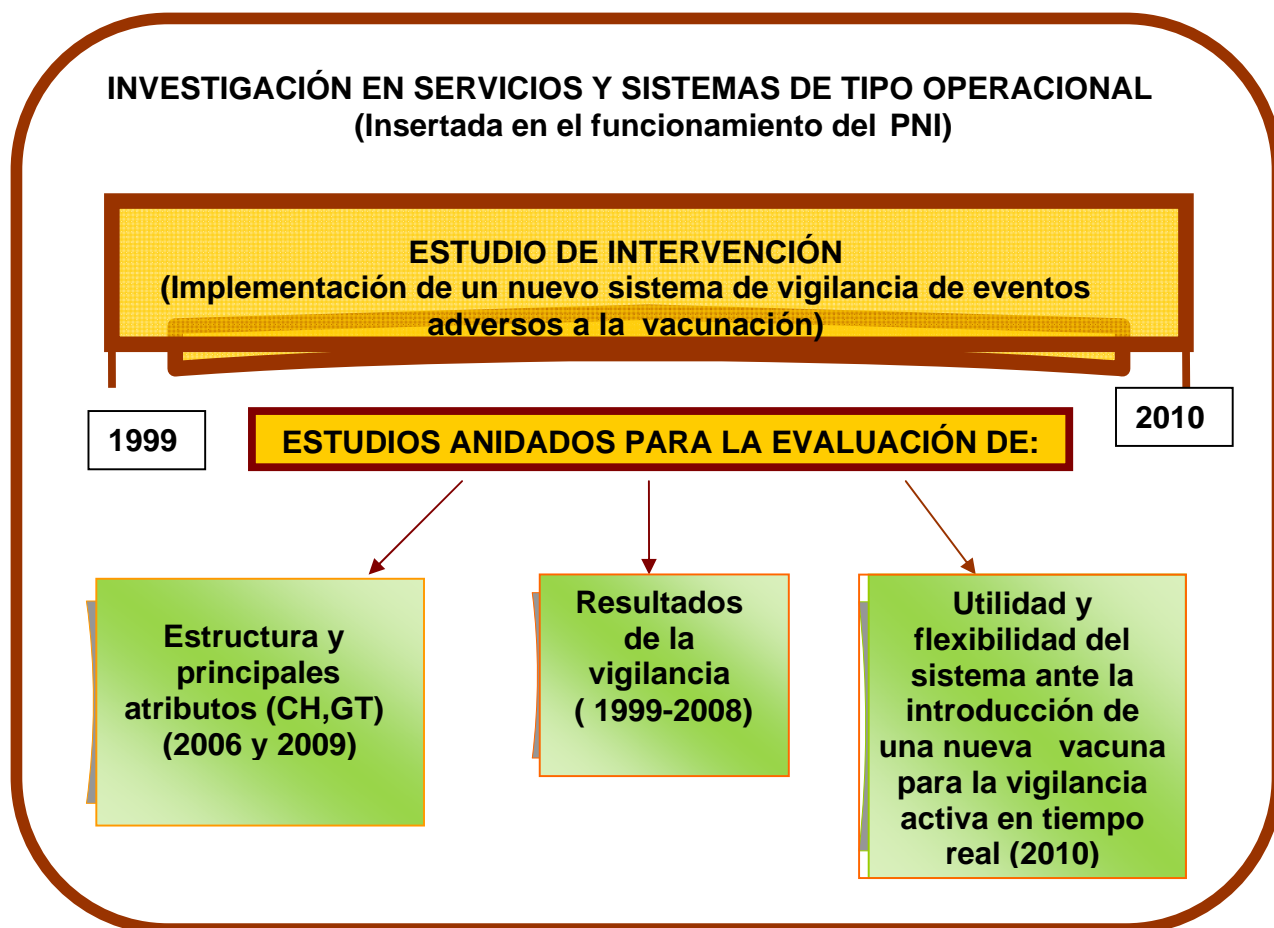 INVESTIGACIÓN EN SERVICIOS Y SISTEMAS DE TIPO OPERACIONAL
(Insertada en el funcionamiento del PNI)
ESTUDIO DE INTERVENCIÓN
(Implementación de un nuevo sistema de vigilancia de eventos
adversos a la vacunación)
1999
2010
ESTUDIOS ANIDADOS PARA LA EVALUACIÓN DE:
Estructura y
principales
atributos (CH,GT)
(2006 y 2009)
Resultados
de la
vigilancia
( 1999-2008)
Utilidad y
flexibilidad del
sistema ante la
introducción de
una nueva vacuna
para la vigilancia
activa en tiempo
real (2010)